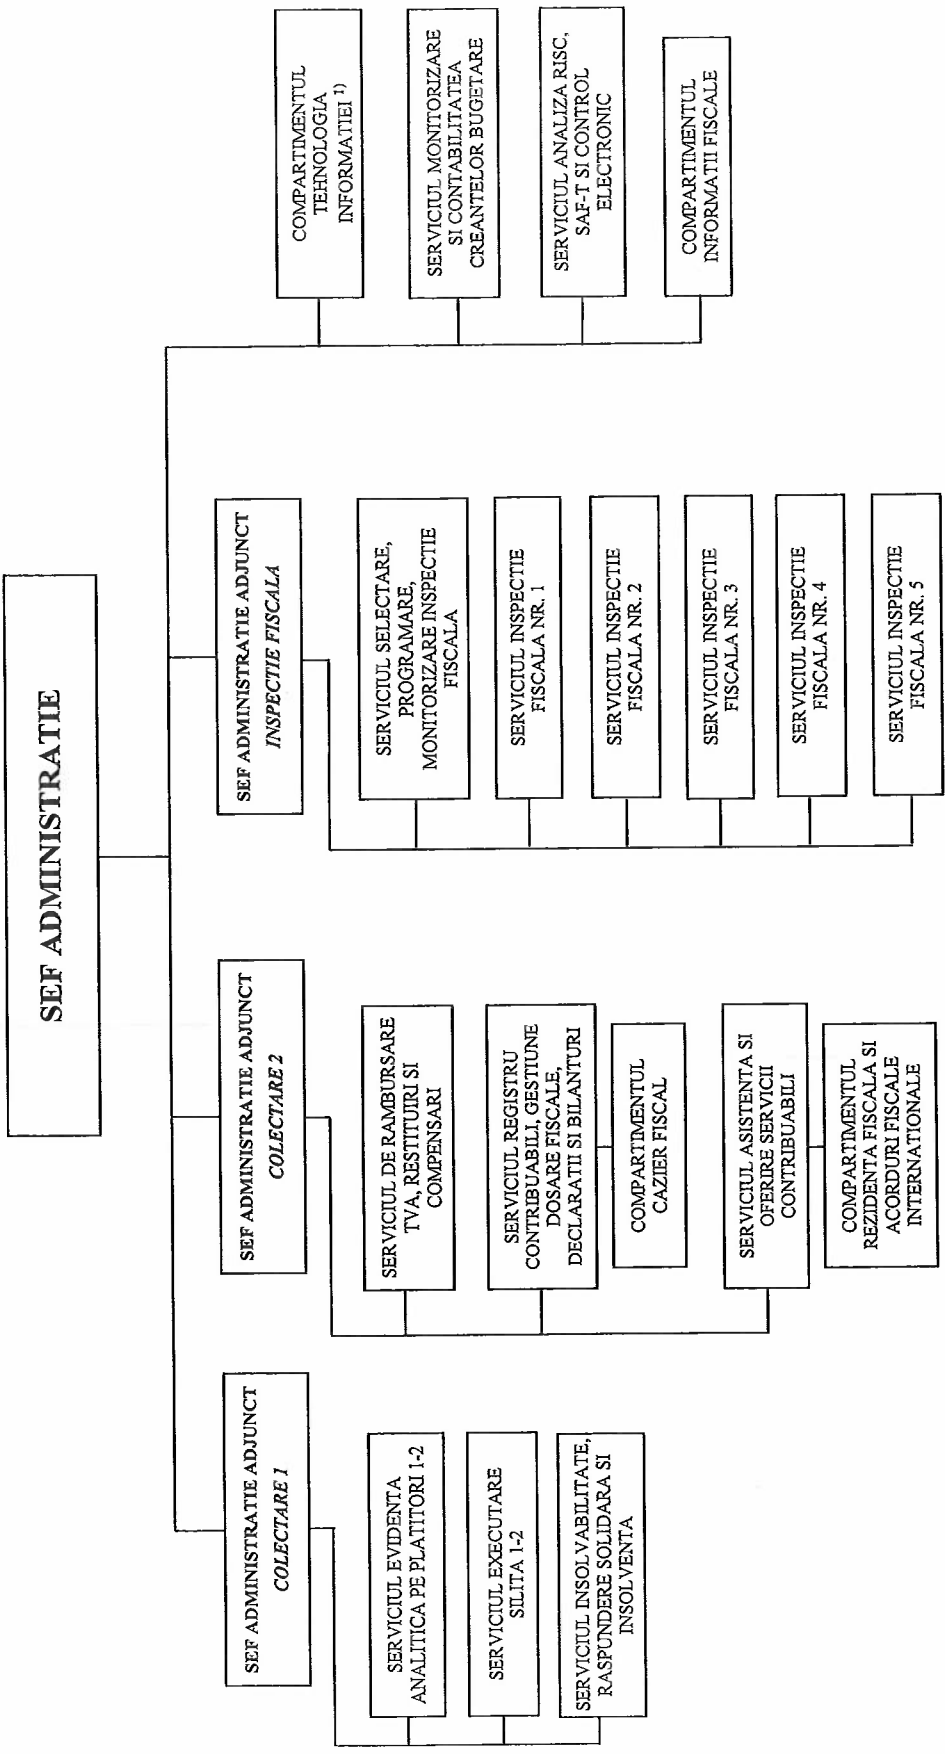 SEF ADMINISTRATIE
SEF ADMINISTRATIE ADJUNCT
COLECTARE 1
SERVICIUL EVIDENTA
ANALITICA PE PLATITORI 1-2
SERVICIUL EXECUTARE
SILITA 1-2
SERVICIUL INSOLVABILITATE,
RASPUNDERE SOLIDARA SI
INSOLVENTA
SEF ADMINISTRATIE ADJUNCT
COLECTARE 2
SERVICIUL DE RAMBURSARE
TVA, RESTITUIRI SI
COMPENSARI
SERVICIUL REGISTRU
CONTRIBUABILI, GESTIUNE
DOSARE FISCALE,
DECLARATII SI BILANTURI
COMPARTIMENTUL
CAZIER FISCAL
SERVICIUL ASISTENTA SI
OFERIRE SERVICII
CONTRIBUABILI
COMPARTIMENTUL
REZIDENTA FISCALA SI
ACORDURI FISCALE
INTERNATIONALE
SEF ADMINISTRATIE ADJUNCT
INSPECTIE FISCALA
SERVICIUL SELECTARE,
PROGRAMARE,
MONITORIZARE INSPECTIE
FISCALA
SERVICIUL INSPECTIE
FISCALA NR. 1
SERVICIUL INSPECTIE
FISCALA NR. 2
SERVICIUL INSPECTIE
FISCALA NR. 3
SERVICIUL INSPECTIE
FISCALA NR. 4
SERVICIUL INSPECTIE
FISCALA NR. 5
COMPARTIMENTUL
TEHNOLOGIA
INFORMATIEI 1)
SERVICIUL MONITORIZARE
SI CONTABILITATEA
CREANTELOR BUGETARE
SERVICIUL ANALIZA RISC,
SAF-T SI CONTROL
ELECTRONIC
COMPARTIMENTUL
INFORMATII FISCALE